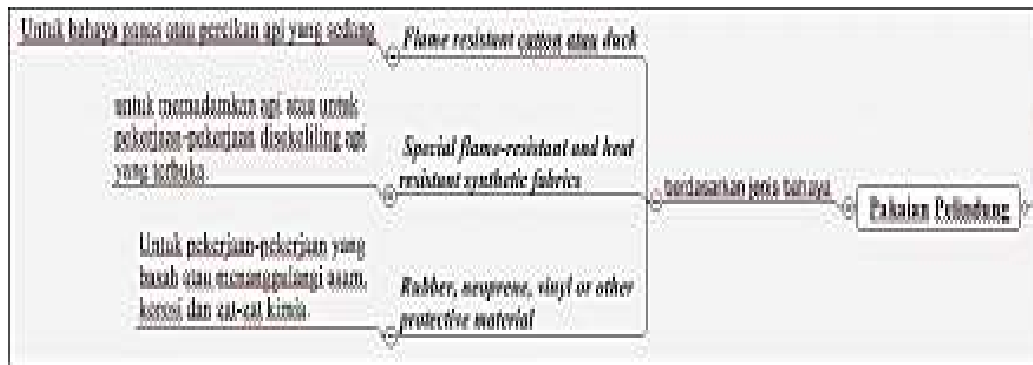 Untuk bahaya panas atau percikan api yang sedang
Flame resistant cotton atau duck
untuk memadamkan api atau untuk
pekerjaan-pekerjaan disekeliling api
yang terbuka
Special flame-resistant and heat
resistant synthetic fabrics
berdasarkan jenis bahaya
Pakaian Pelindung
Untuk pekerjaan-pekerjaan yang
basah atau menanggulangi asam,
korosi dan zat-zat kimia
Rubber, neoprene, vinyl or other
protective material